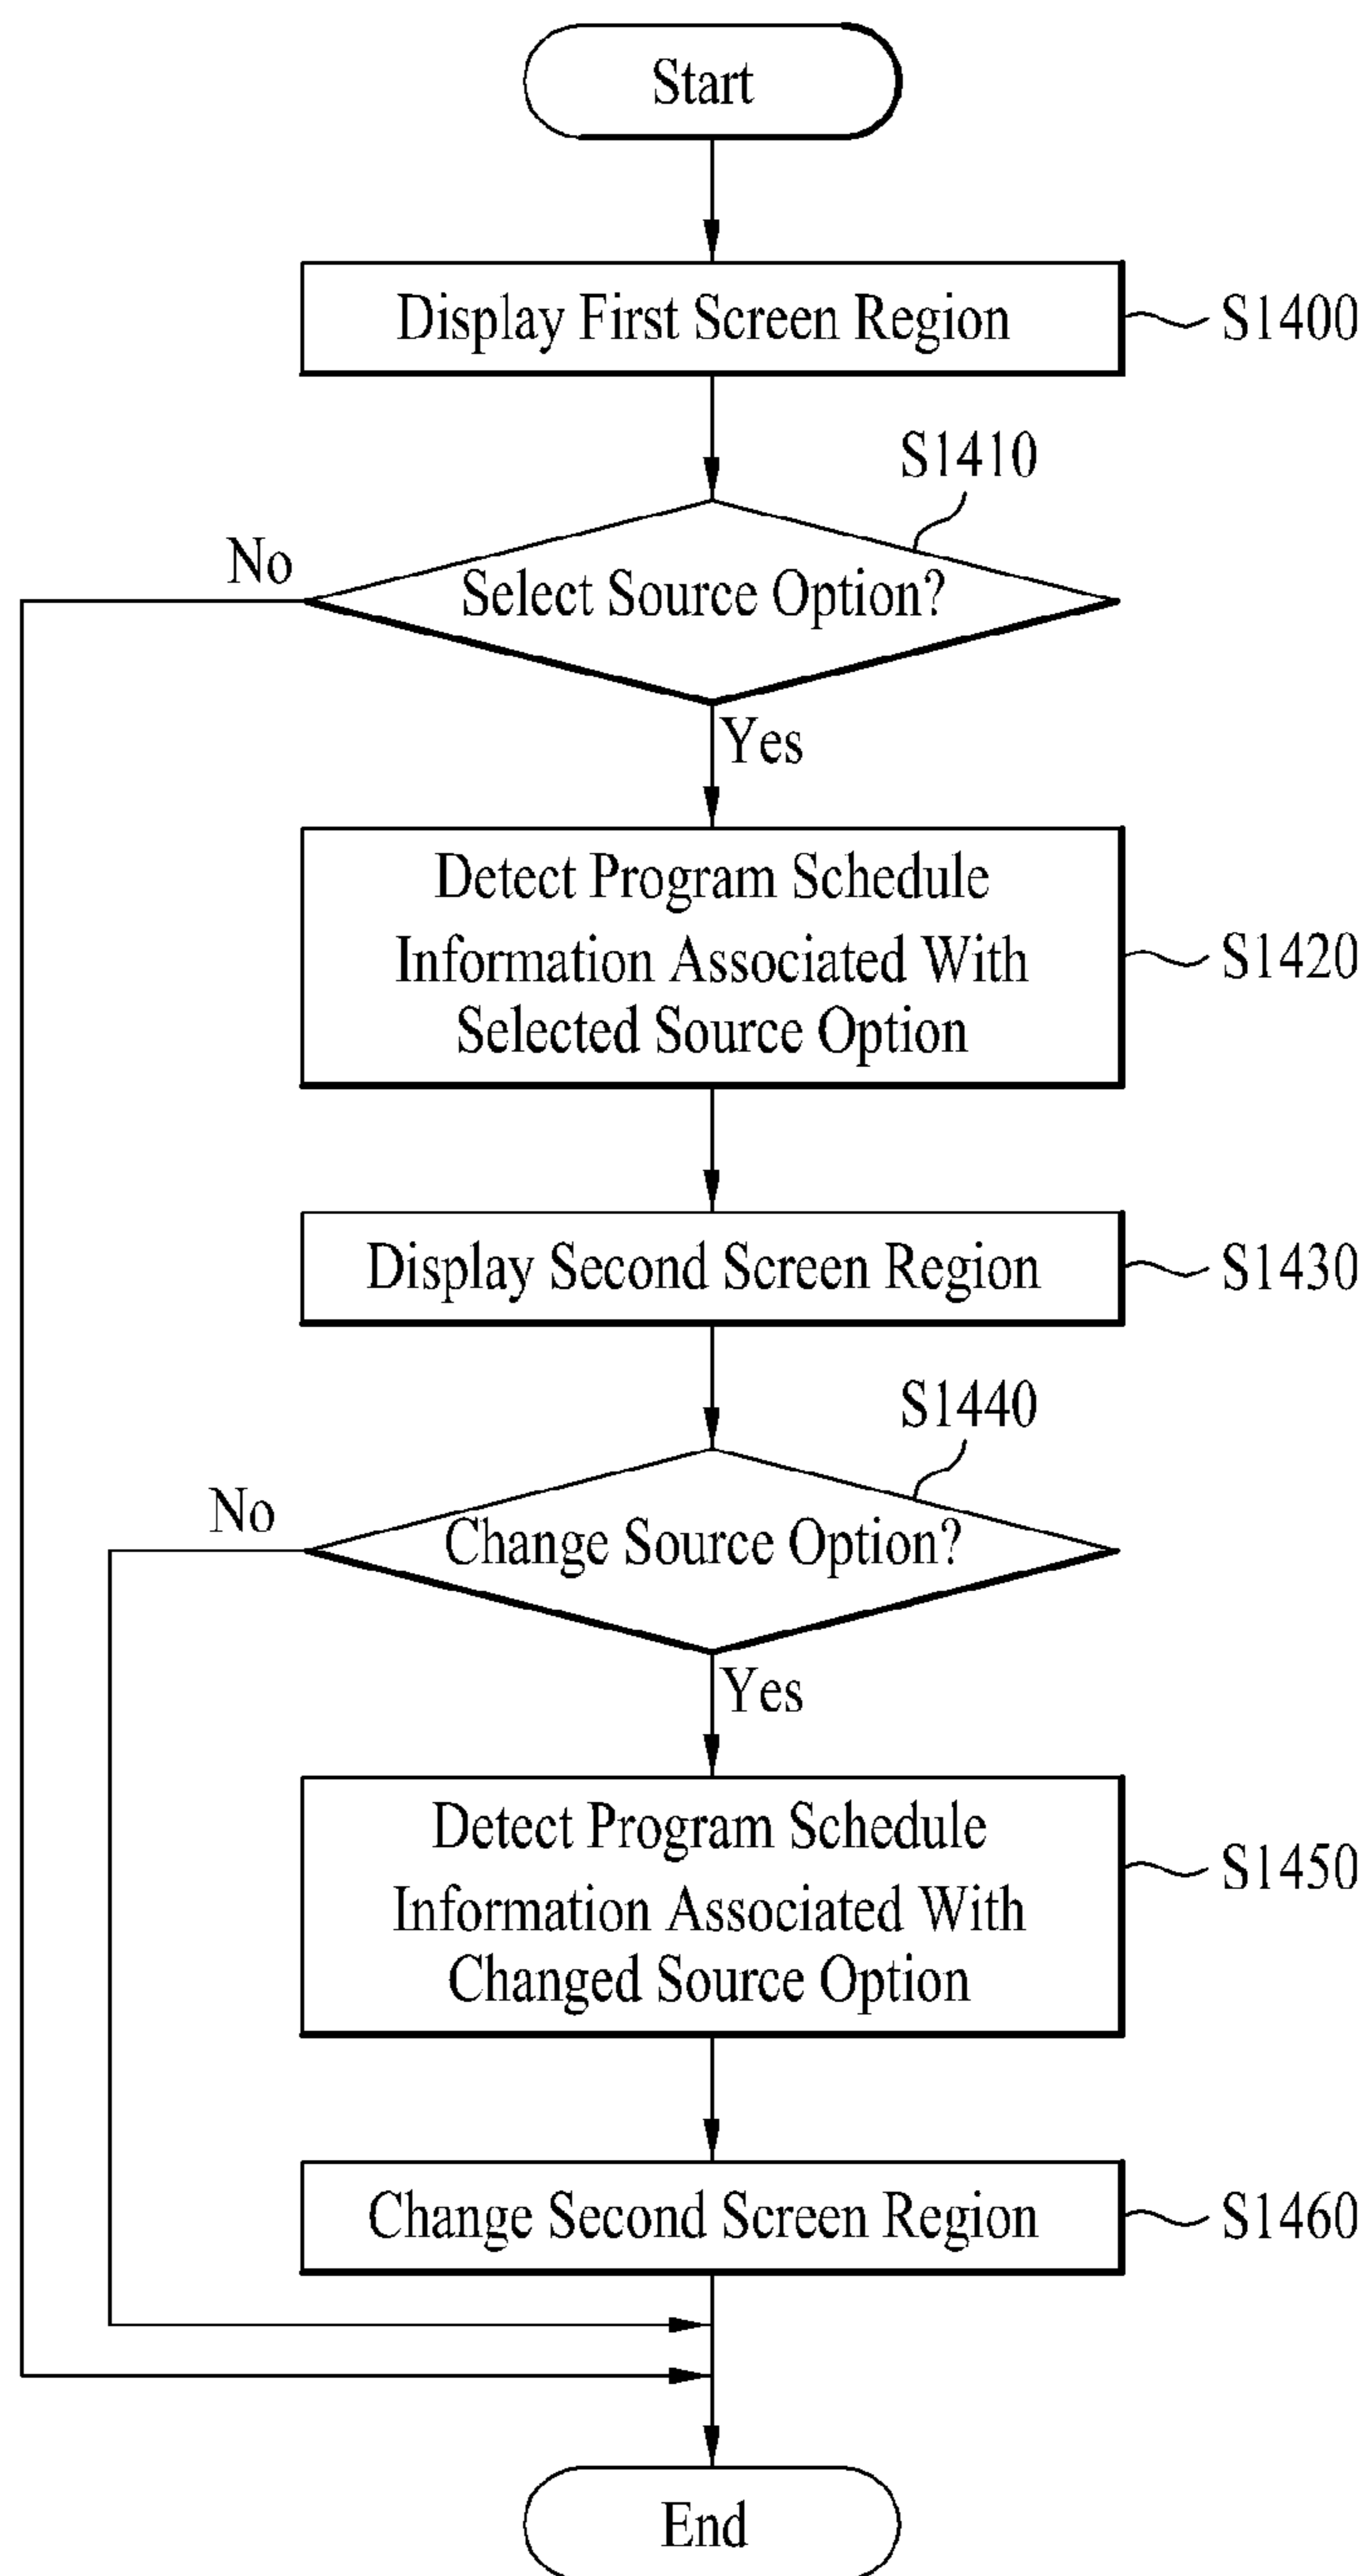 Start
Display First Screen Region
S1400
S1410
No
Select Source Option?
Yes
Detect Program Schedule
Information Associated With
Selected Source Option
S1420
Display Second Screen Region
S1430
S1440
No
Change Source Option?
Yes
Detect Program Schedule
Information Associated With
Changed Source Option
S1450
Change Second Screen Region
S1460
End